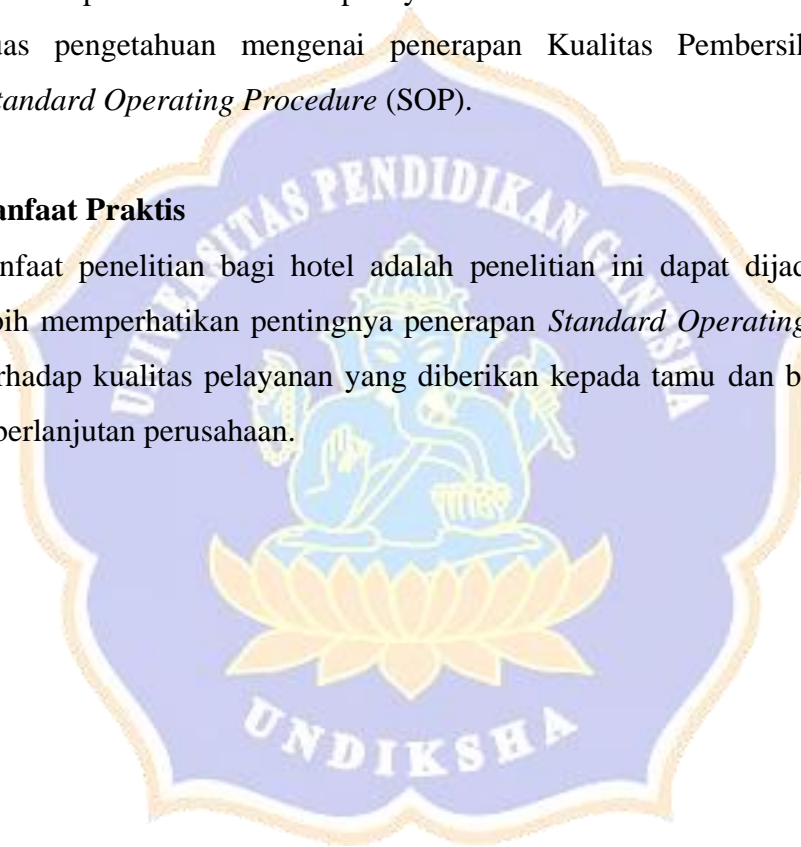 uas pengetahuan mengenai penerapan Kualitas Pembersih
tandard Operating Procedure (SOP).
anfaat Praktis
nfaat penelitian bagi hotel adalah penelitian ini dapat dijad
bih memperhatikan pentingnya penerapan Standard Operating
rhadap kualitas pelayanan yang diberikan kepada tamu dan b
berlanjutan perusahaan.
UNIVERSITAS PENDIDIKAN GANESHA
UNDIKSHA